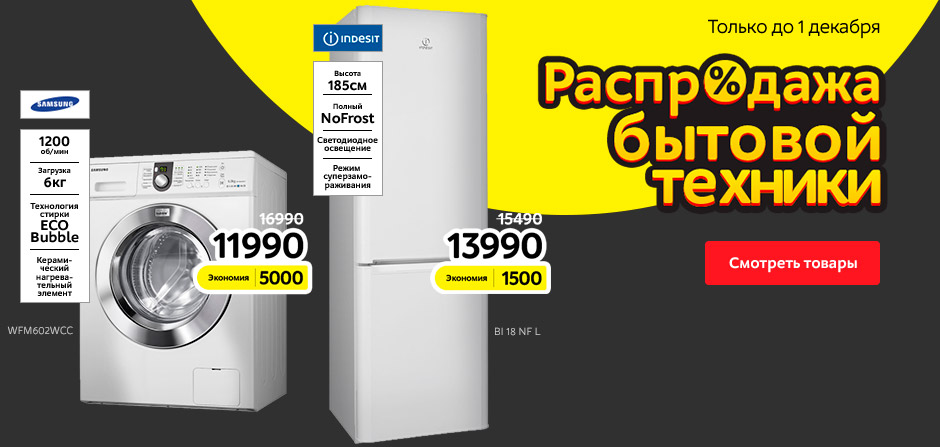 Только до 1 декабря
Распр%дажа
бытовой
техники
Смотреть товары
SAMSUNG
1200
об/мин
Загрузка
6кг
Технология
стирки
ECO
Bubble
Керами-
ческий
нагрева-
тельный
элемент
WFM602WCC
SAMSUNG
16990
11990
Экономия 5000
indesit
Высота
185см
Полный
NoFrost
Светодиодное
освещение
Режим
суперзамо-
раживания
15490
13990
Экономия 1500
BI 18 NF L